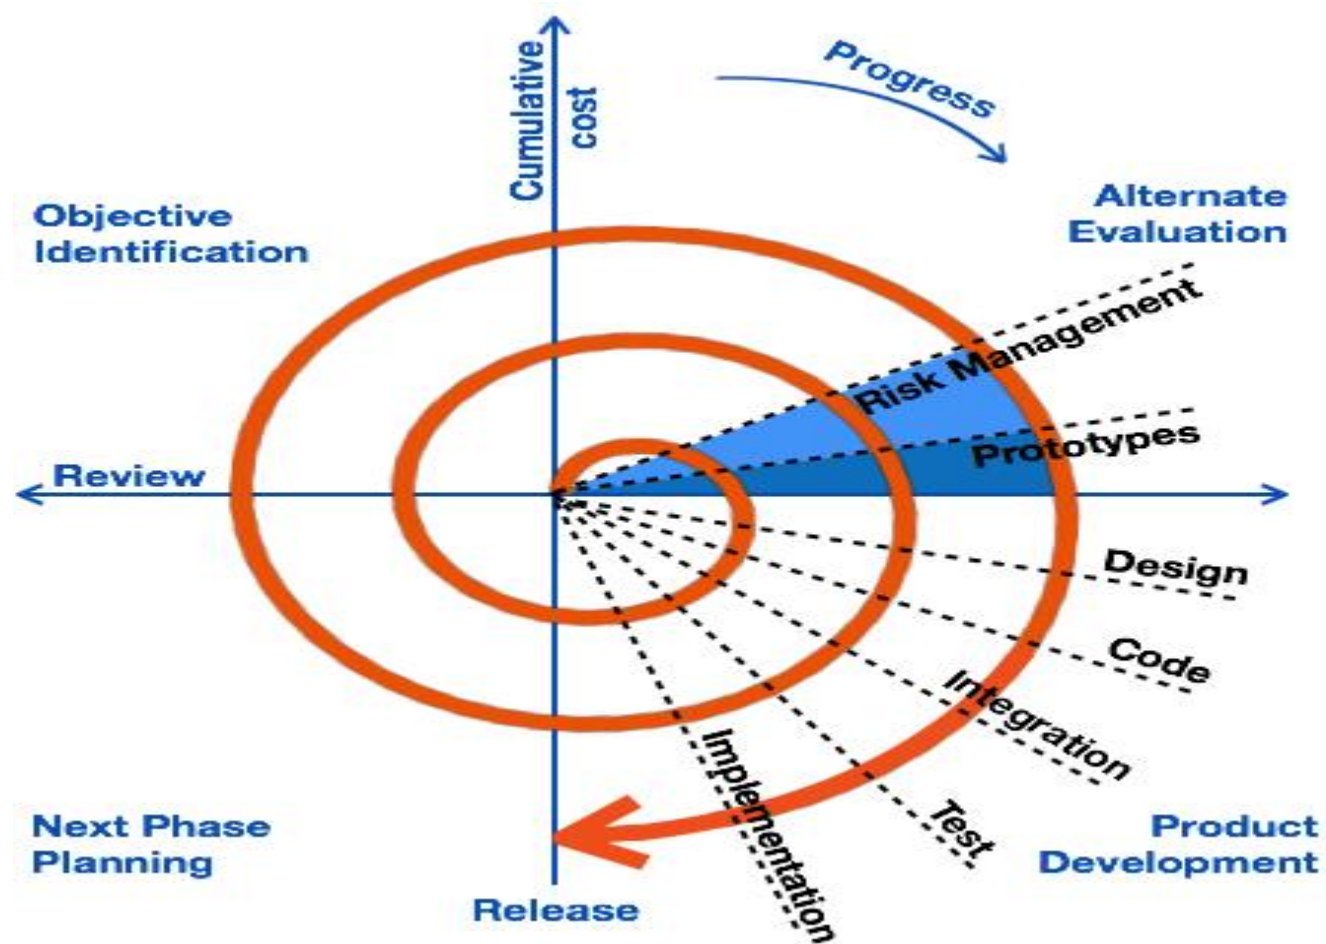 Cumulative
cost
Progress
Objective
Identification
Alternate
Evaluation
Risk Management
Prototypes
Review
Design
Code
Integration
Test
Implementation
Next Phase
Planning
Product
Development
Release